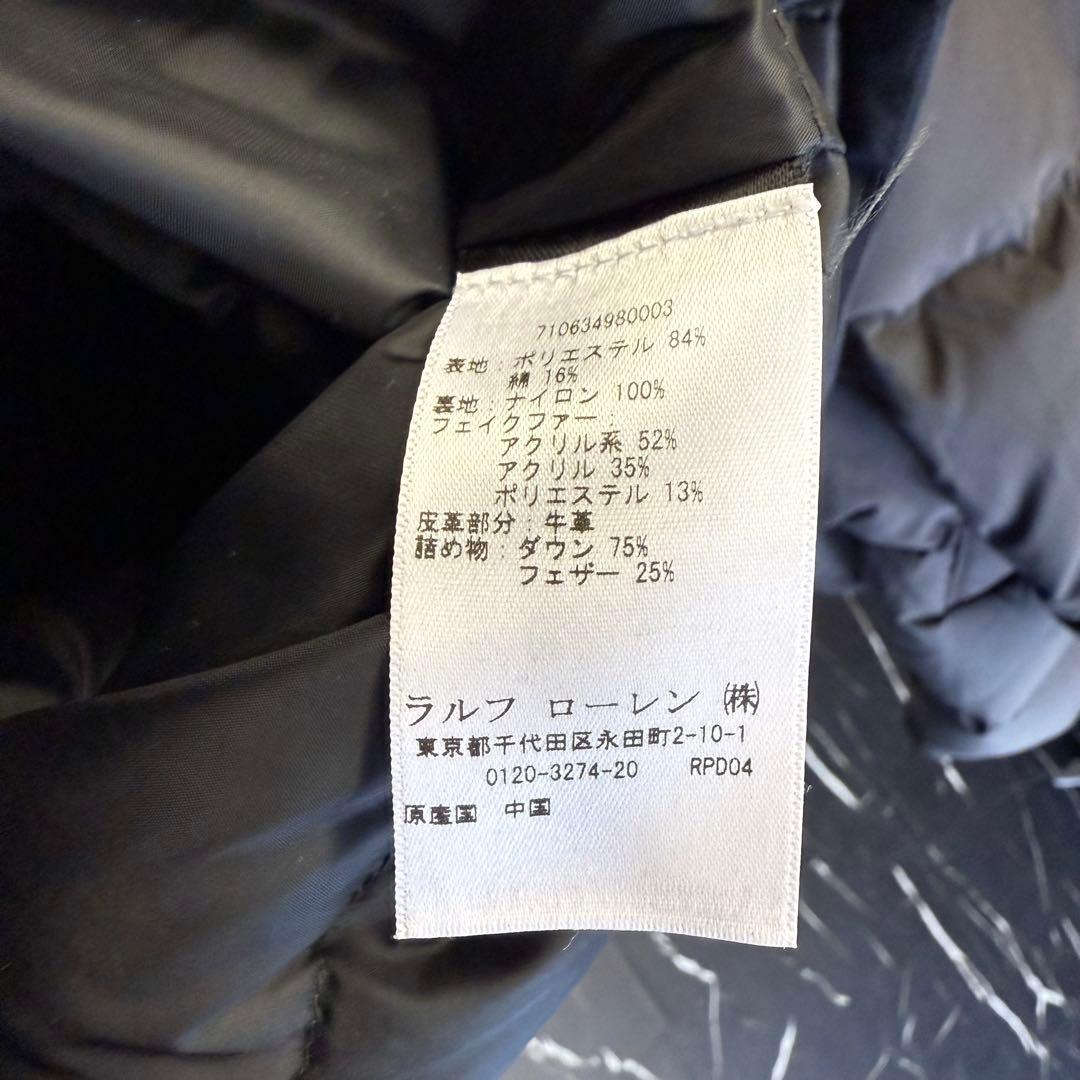 710634980003
表地：ポリエステル 84%
綿 16%
裏地：ナイロン 100%
フェイクファー：
アクリル系 52%
アクリル 35%
ポリエステル 13%
皮革部分：牛革
詰め物：ダウン 75%
フェザー 25%
ラルフ ローレン ㈱
東京都千代田区永田町2-10-1
0120-3274-20 RPD04
原産国 中国